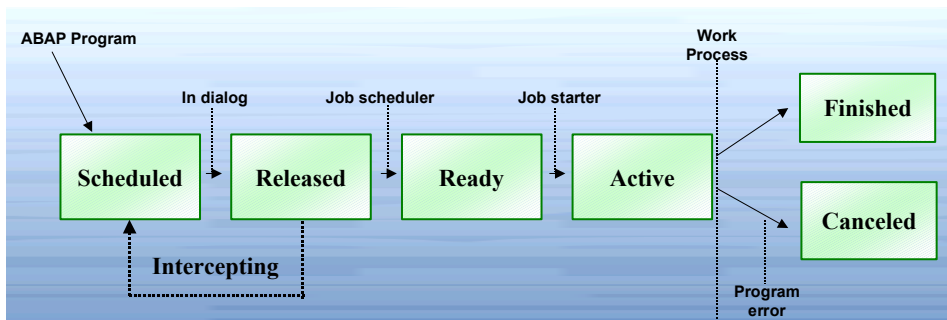 ABAP Program
Work
Process
In dialog
Job scheduler
Job starter
Finished
Scheduled
Released
Ready
Active
Canceled
Intercepting
Program
error